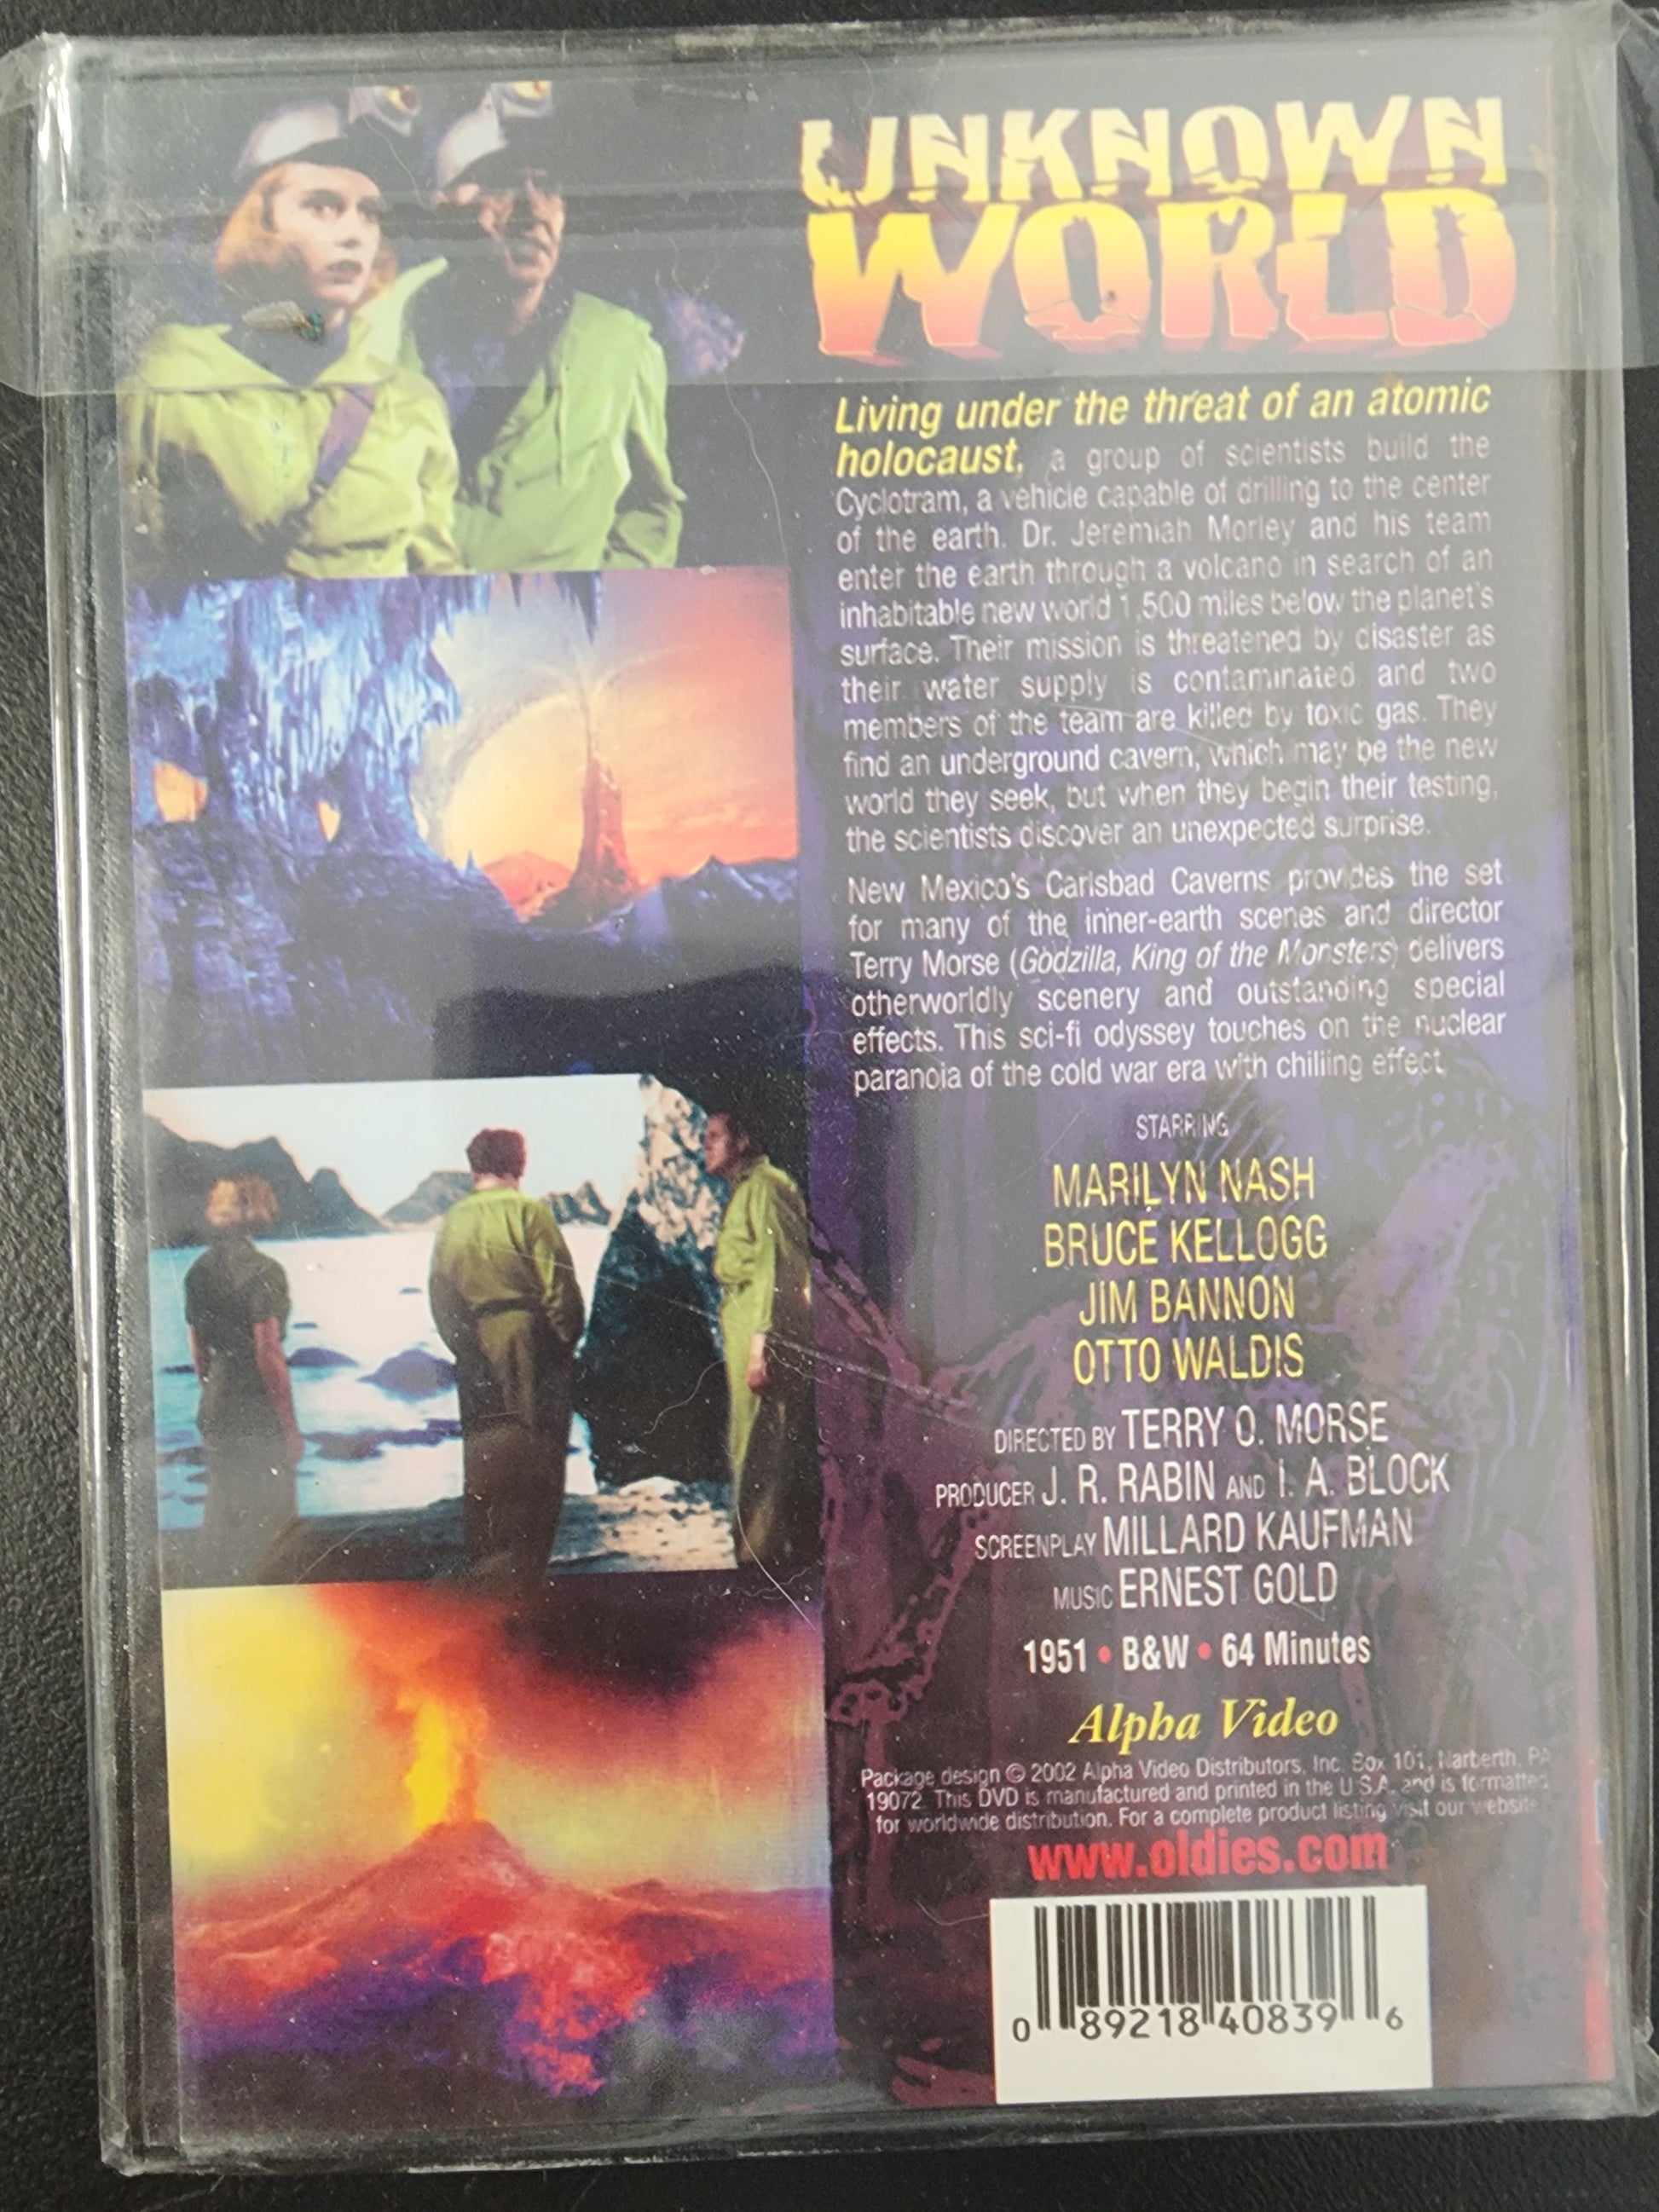 UNKNOWN
WORLD
Living under the threat of an atomic
holocaust, a group of scientists build the
Cyclotram, a vehicle capable of drilling to the center
of the earth. Dr. Jeremiah Morley and his team
enter the earth through a volcano in search of an
inhabitable new world 1,500 miles below the planet's
surface. Their mission is threatened by disaster as
their water supply is contaminated and two
members of the team are killed by toxic gas. They
find an underground cavern, which may be the new
world they seek, but when they begin their testing,
the scientists discover an unexpected surprise.
New Mexico's Carlsbad Caverns provides the set
for many of the inner-earth scenes and director
Terry Morse (Godzilla, King of the Monsters) delivers
otherworldly scenery and outstanding special
effects. This sci-fi odyssey touches on the nuclear
paranoia of the cold war era with chilling effect.
STARRING
MARILYN NASH
BRUCE KELLOGG
JIM BANNON
OTTO WALDIS
DIRECTED BY TERRY O. MORSE
PRODUCER J. R. RABIN AND I. A. BLOCK
SCREENPLAY MILLARD KAUFMAN
MUSIC ERNEST GOLD
1951 • B&W • 64 Minutes
Alpha Video
Package design © 2002 Alpha Video Distributors, Inc. Box 101, Narberth, PA
19072. This DVD is manufactured and printed in the U.S.A. and is formatted
for worldwide distribution. For a complete product listing visit our website
www.oldies.com
0 89218 40839 6